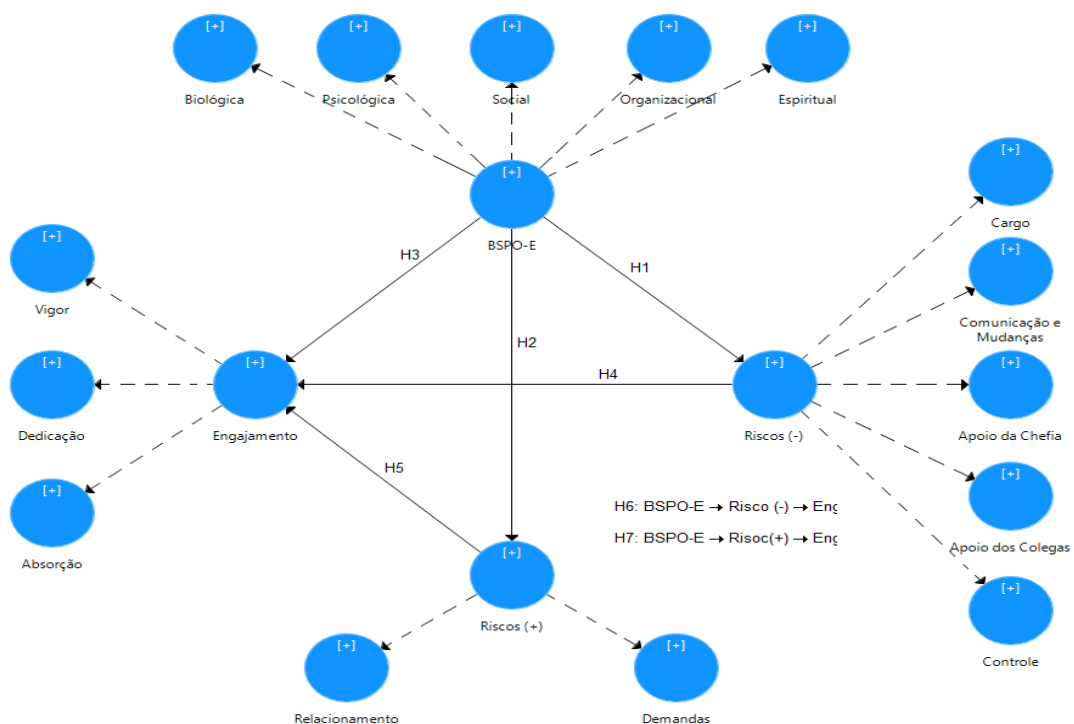 [+] [+] [+] [+] [+]
Biológica Psicológica Social Organizacional Espiritual
[+]
BSPO-E
[+]
Cargo
[+]
Vigor
[+]
Comunicação e
Mudanças
H3
H1
H2
[+]
Dedicação
[+]
Engajamento
H4
[+]
Riscos (-)
[+]
Apoio da Chefia
H5
[+]
Absorção
[+]
Apoio dos Colegas
H6: BSPO-E → Risco (-) → Eng
H7: BSPO-E → Risoc(+) → Eng
[+]
Riscos (+)
[+]
Controle
[+]
Relacionamento
[+]
Demandas